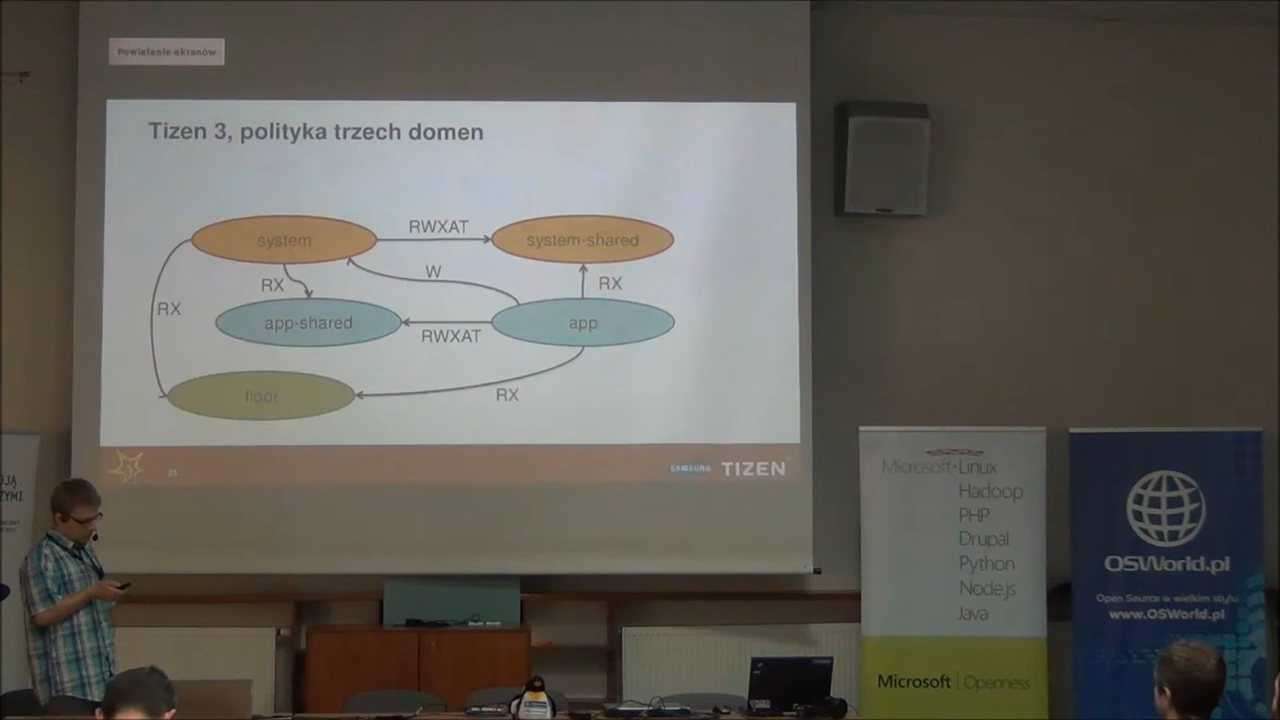 Powielanie ekranów
Tizen 3, polityka trzech domen
system
RWXAT
system-shared
W
RX
RX
RX
app-shared
RWXAT
app
floor
RX
25
SAMSUNG TIZEN
Microsoft Linux
Hadoop
PHP
Drupal
Python
Node.js
Java
Microsoft | Openness
OSWorld.pl
Open Source w wielkim stylu
www.OSWorld.pl